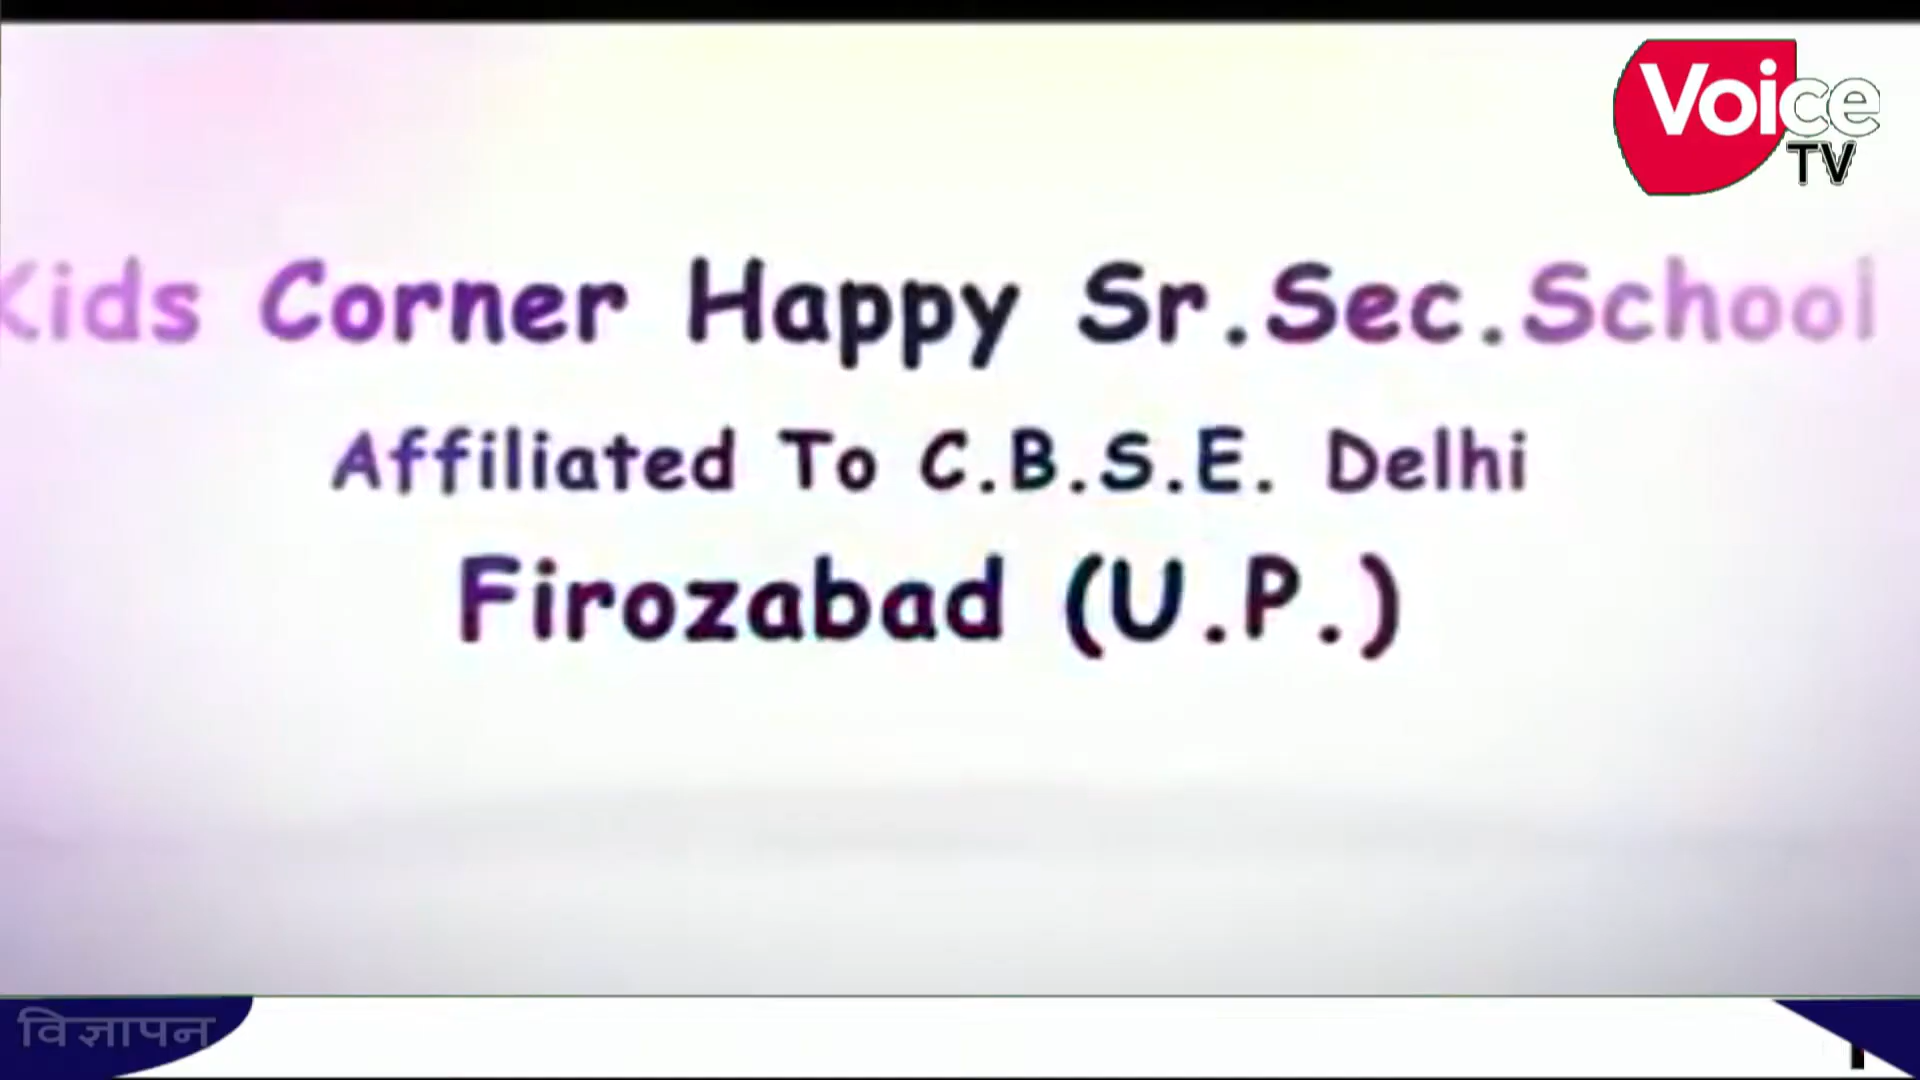 Voice
TV
Kids Corner Happy Sr.Sec.School
Affiliated To C.B.S.E. Delhi
Firozabad (U.P.)
विज्ञापन